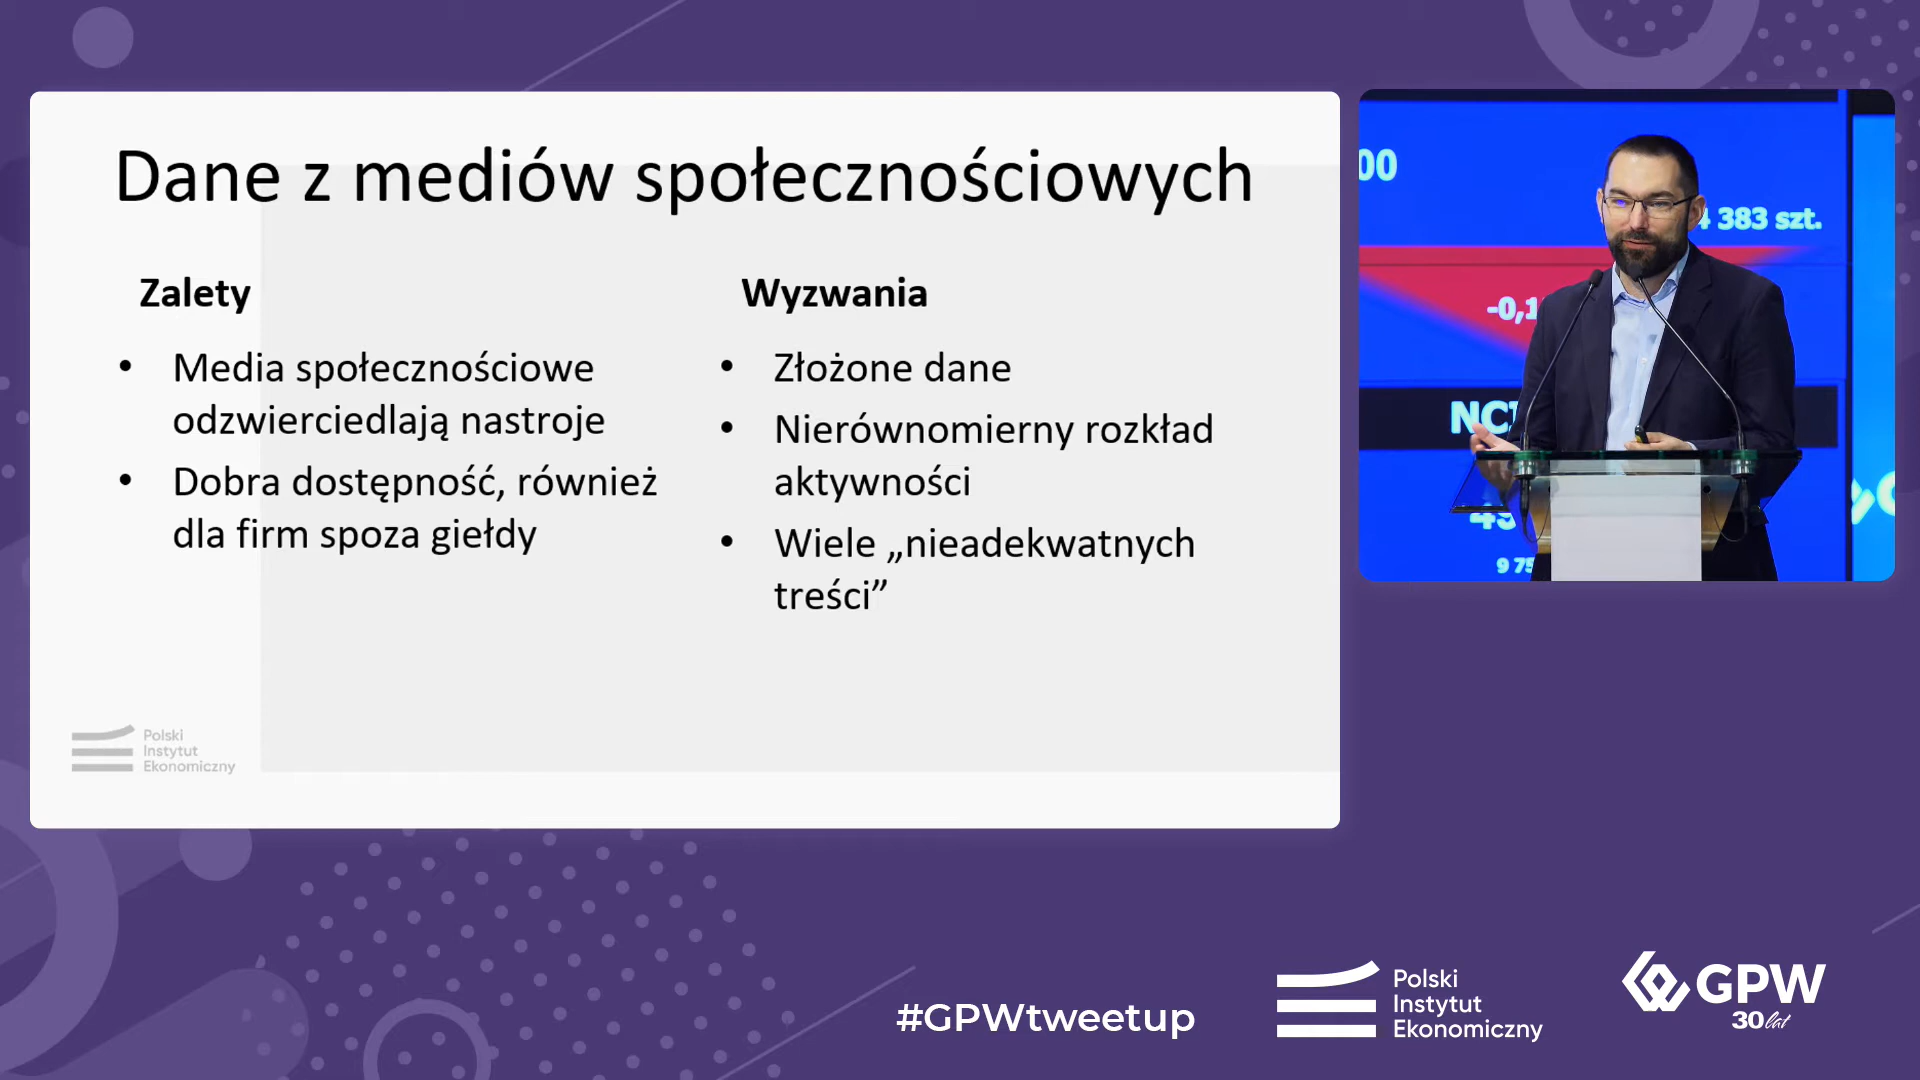 Dane z mediów społecznościowych
Zalety
• Media społecznościowe
odzwierciedlają nastroje
• Dobra dostępność, również
dla firm spoza giełdy
Wyzwania
• Złożone dane
• Nierównomierny rozkład
aktywności
• Wiele „nieadekwatnych
treści”
Polski
Instytut
Ekonomiczny
00
4 383 szt.
-0,1
NCI
9 75
#GPWtweetup
Polski
Instytut
Ekonomiczny
GPW
30 lat